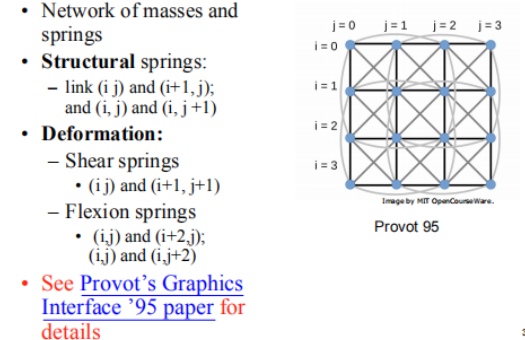 • Network of masses and
springs
• Structural springs:
– link (i j) and (i+1, j);
and (i, j) and (i, j +1)
• Deformation:
– Shear springs
• (i j) and (i+1, j+1)
– Flexion springs
• (i,j) and (i+2,j);
(i,j) and (i,j+2)
• See Provot's Graphics
Interface '95 paper for
details
j = 0 j = 1 j = 2 j = 3
i = 0
i = 1
i = 2
i = 3
Image by MIT OpenCourseWare.
Provot 95